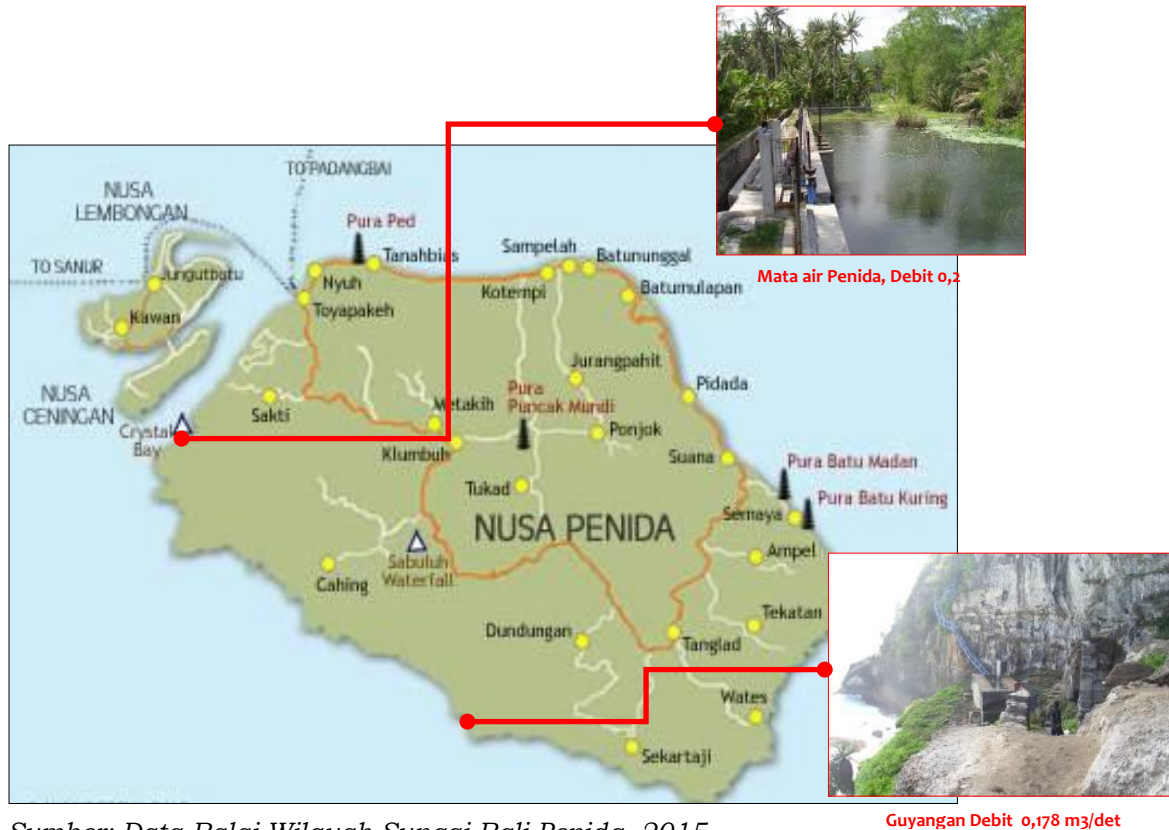 TO PADANGBAI
NUSA
LEMBONGAN
Pura Ped
Sampelah
Batununggal
Tanahbias
TO SANUR
Jungutbatu
Nyuh
Kotempi
Batumulapan
Mata air Penida, Debit 0,2
Toyapakeh
Kawan
Jurangpahit
Pidada
NUSA
CENINGAN
Sakti
Metakih
Pura
Puncak Mundi
Crystal
Bay
Ponjok
Klumbuh
Suana
Pura Batu Madan
Tukad
Pura Batu Kuring
Semaya
NUSA PENIDA
Ampel
Sabuluh
Waterfall
Cahing
Tekatan
Dundungan
Tanglad
Wates
Sekartaji
Sumber: Data Balai Wilayah Sungai Bali Penida, 2015
Guyangan Debit 0,178 m3/det